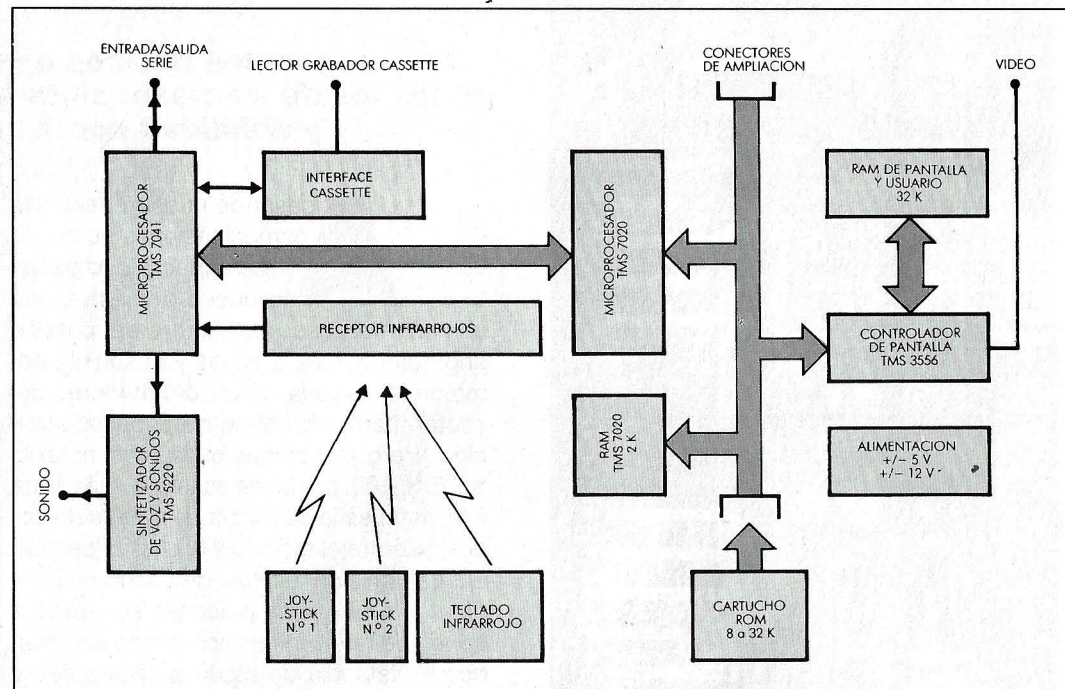 ENTRADA/SALIDA
SERIE
LECTOR GRABADOR CASSETTE
CONECTORES
DE AMPLIACION
VIDEO
MICROPROCESADOR
TMS 7041
INTERFACE
CASSETTE
MICROPROCESADOR
TMS 7020
RAM DE PANTALLA
Y USUARIO
32 K
RECEPTOR INFRARROJOS
CONTROLADOR
DE PANTALLA
TMS 3556
SONIDO
SINTETIZADOR
DE VOZ Y SONIDOS
TMS 5220
RAM
TMS 7020
2 K
ALIMENTACION
+/– 5 V
+/– 12 V
JOY-
STICK
N.º 1
JOY-
STICK
N.º 2
TECLADO
INFRARROJO
CARTUCHO
ROM
8 a 32 K